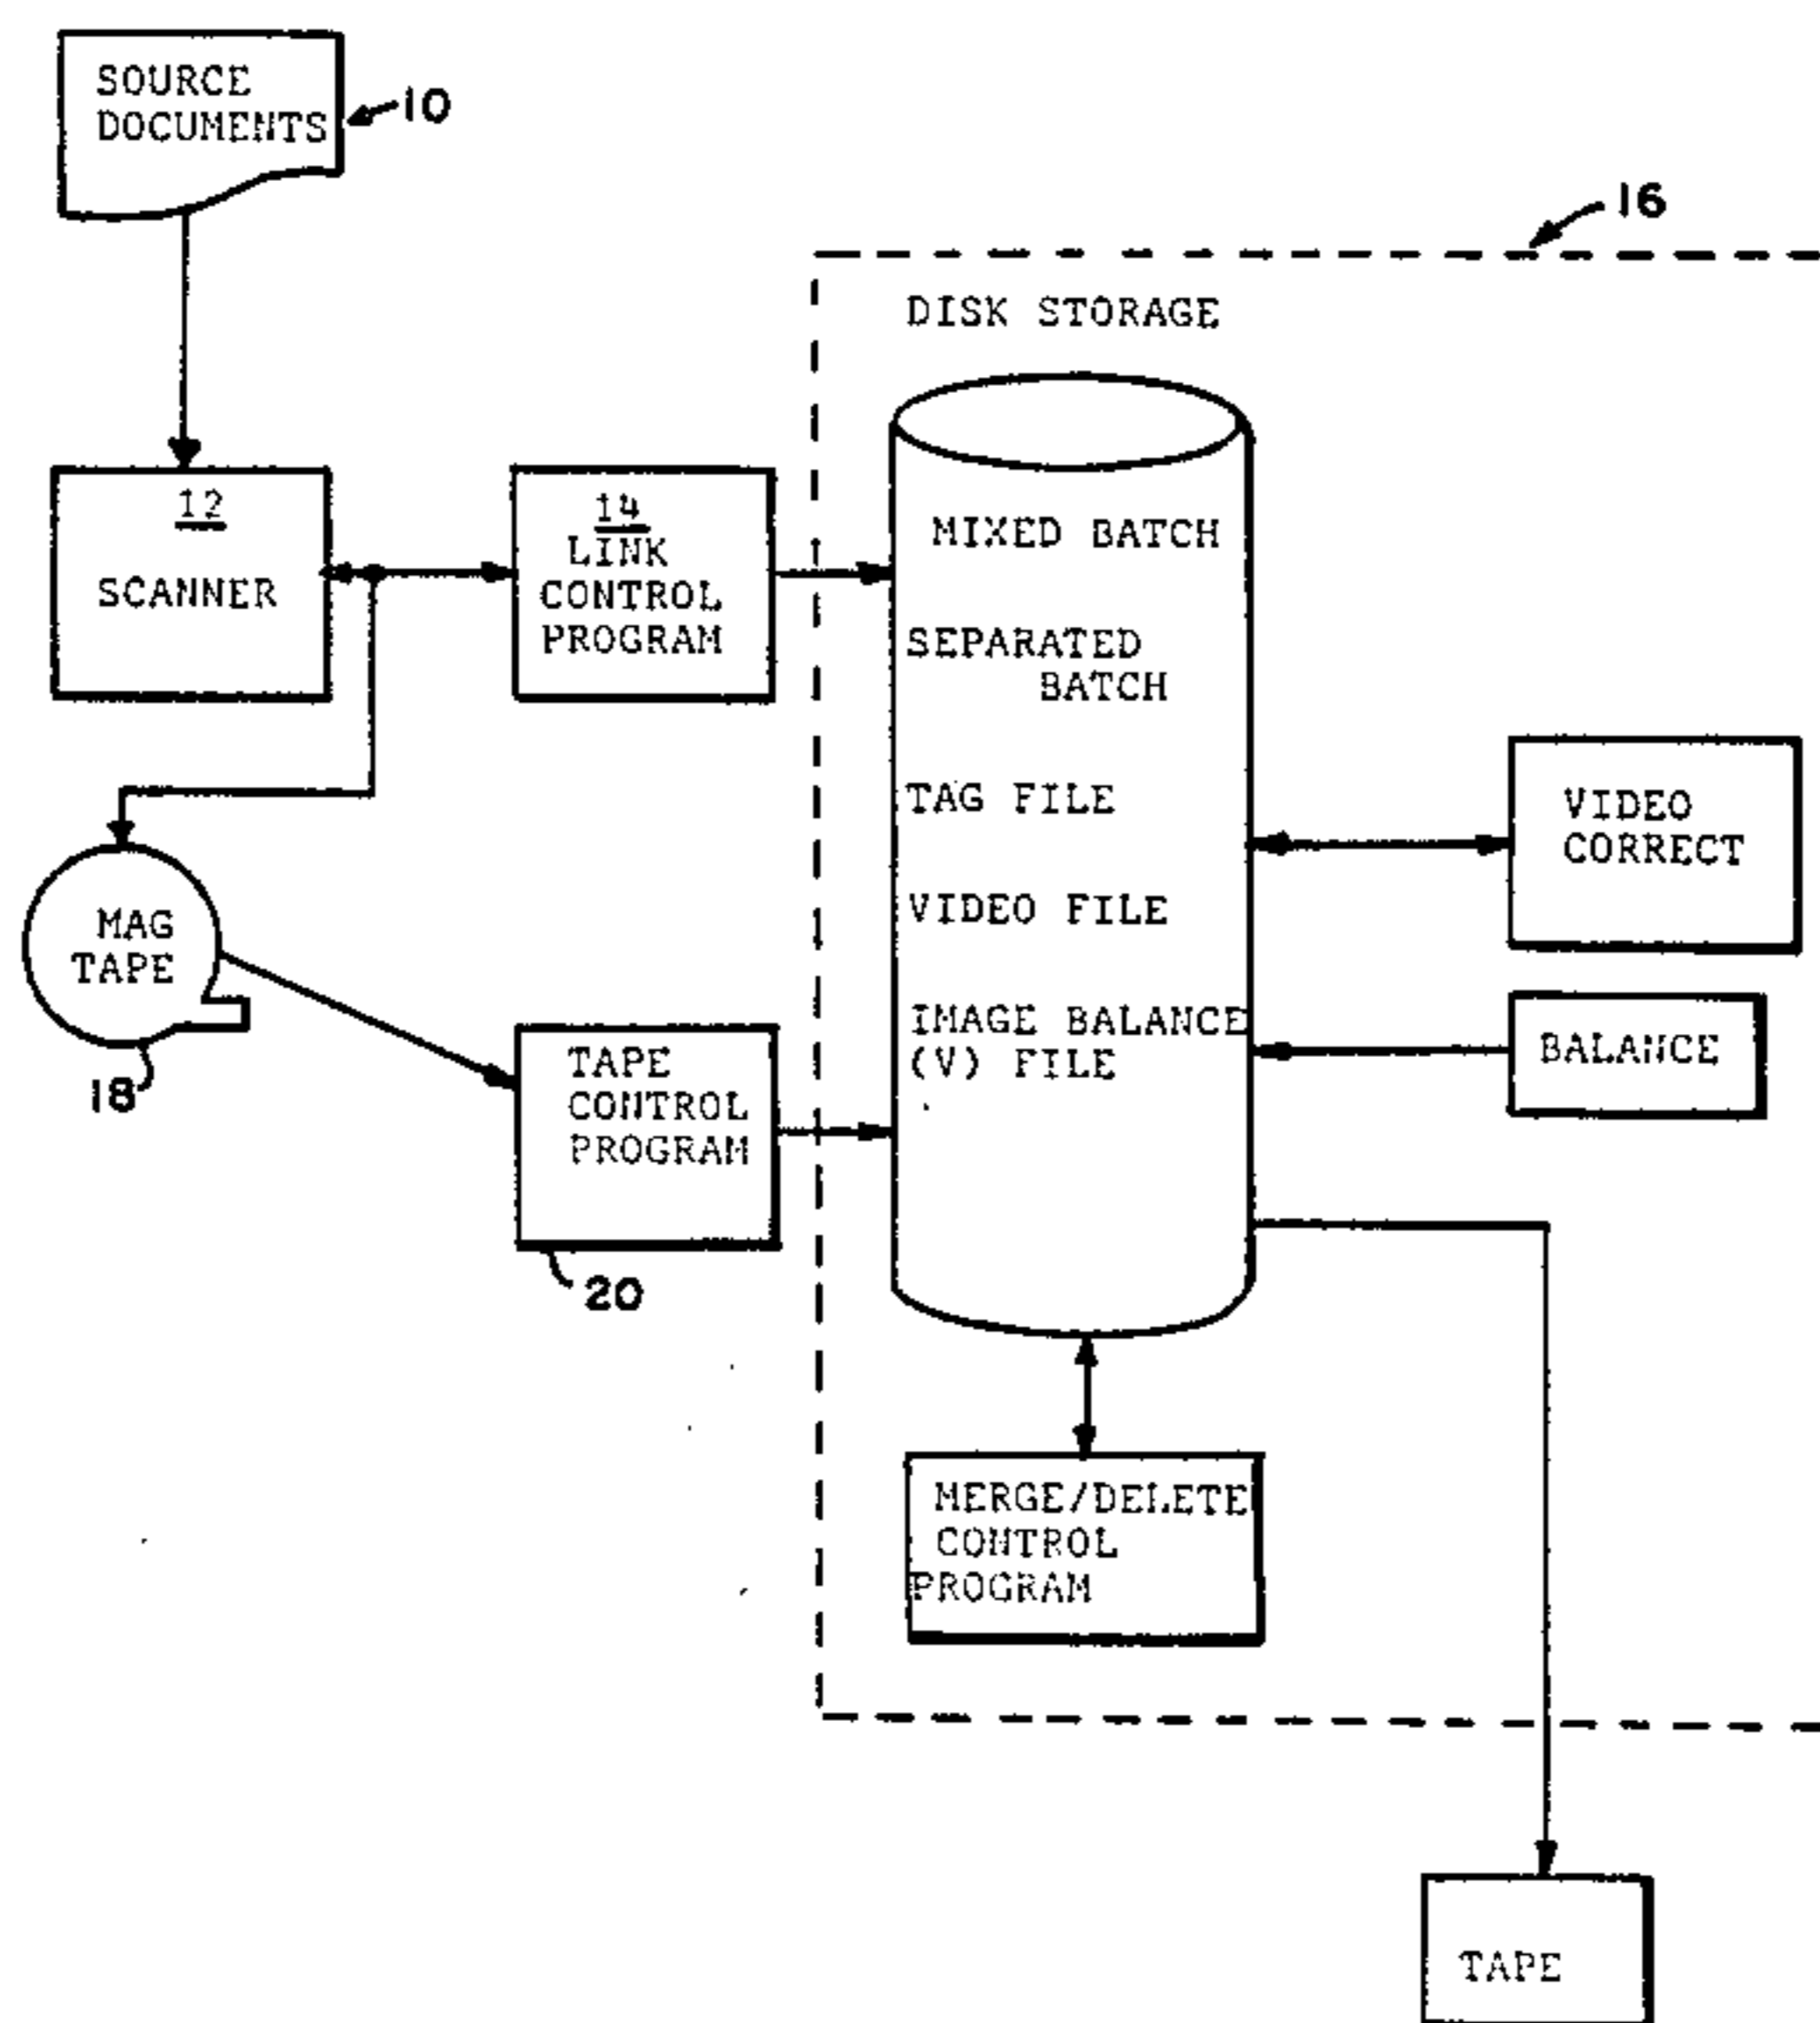 SOURCE
DOCUMENTS
10
16
DISK STORAGE
12
SCANNER
14
LINK
CONTROL
PROGRAM
MIXED BATCH
SEPARATED
BATCH
TAG FILE
VIDEO FILE
IMAGE BALANCE
(V) FILE
VIDEO
CORRECT
BALANCE
MAG
TAPE
18
TAPE
CONTROL
PROGRAM
20
MERGE/DELETE
CONTROL
PROGRAM
TAPE